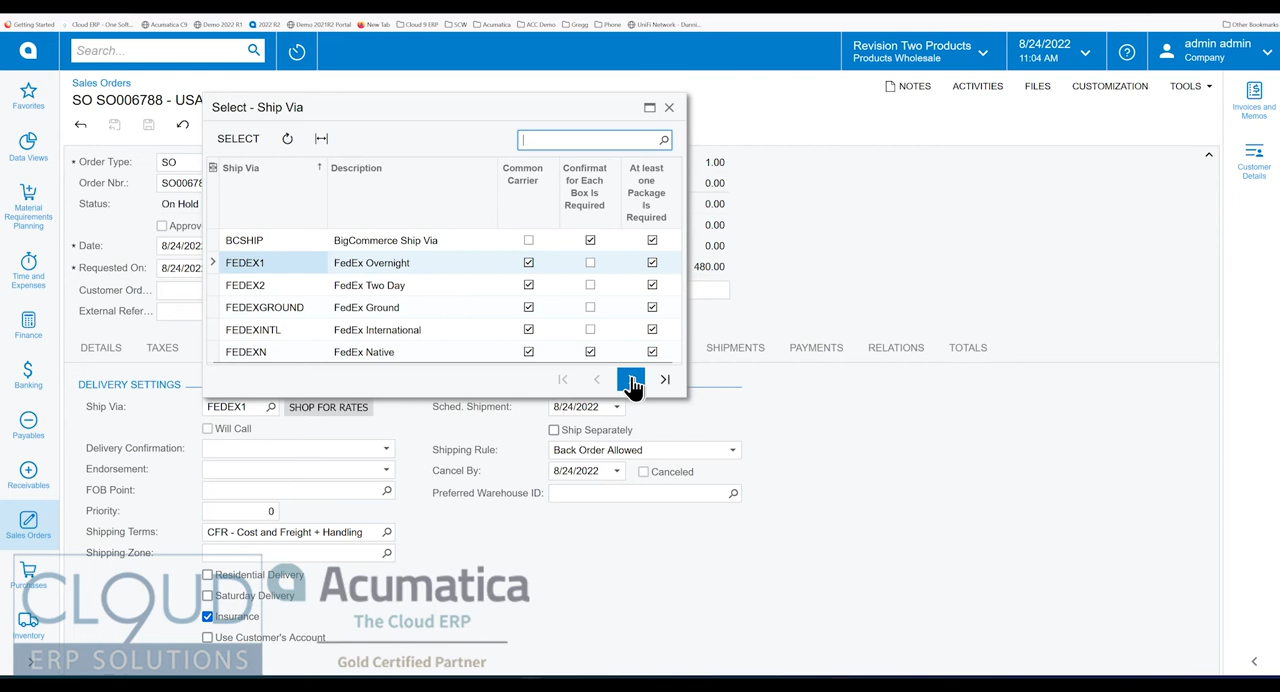 Getting Started
Cloud ERP - One Soft...
Acumatica C9
Demo 2022 R1
2022 R2
Demo 2021R2 Portal
New Tab
Cloud 9 ERP
SCW
Acumatica
ACC Demo
Gregg
Phone
UniFi Network - Dunni...
Other Bookmarks
Search...
Revision Two Products
Products Wholesale
8/24/2022
11:04 AM
admin admin
Company
Favorites
Data Views
Material
Requirements
Planning
Time and
Expenses
Finance
Banking
Payables
Receivables
Sales Orders
Purchases
Inventory
Sales Orders
SO SO006788 - USA
NOTES
ACTIVITIES
FILES
CUSTOMIZATION
TOOLS
Invoices and
Memos
Customer
Details
* Order Type: SO
Order Nbr.: SO00678
Status: On Hold
Approv
* Date: 8/24/202
* Requested On: 8/24/202
Customer Ord...
External Refer...
1.00
0.00
0.00
0.00
0.00
480.00
Select - Ship Via
SELECT
Ship Via
Description
Common
Carrier
Confirmat
for Each
Box Is
Required
At least
one
Package
Is
Required
BCSHIP BigCommerce Ship Via
FEDEX1 FedEx Overnight
FEDEX2 FedEx Two Day
FEDEXGROUND FedEx Ground
FEDEXINTL FedEx International
FEDEXN FedEx Native
DETAILS
TAXES
SHIPMENTS
PAYMENTS
RELATIONS
TOTALS
DELIVERY SETTINGS
Ship Via: FEDEX1 SHOP FOR RATES
Will Call
Delivery Confirmation:
Endorsement:
FOB Point:
Priority: 0
Shipping Terms: CFR - Cost and Freight + Handling
Shipping Zone:
Residential Delivery
Saturday Delivery
Insurance
Use Customer's Account
Sched. Shipment: 8/24/2022
Ship Separately
Shipping Rule: Back Order Allowed
Cancel By: 8/24/2022 Canceled
Preferred Warehouse ID:
CLOUD
ERP SOLUTIONS
Acumatica
The Cloud ERP
Gold Certified Partner